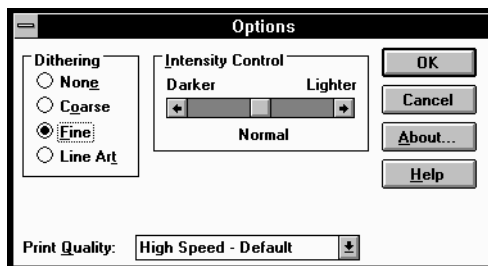 Options
Dithering
None
Coarse
Fine
Line Art
Intensity Control
Darker Lighter
Normal
OK
Cancel
About...
Help
Print Quality: High Speed - Default